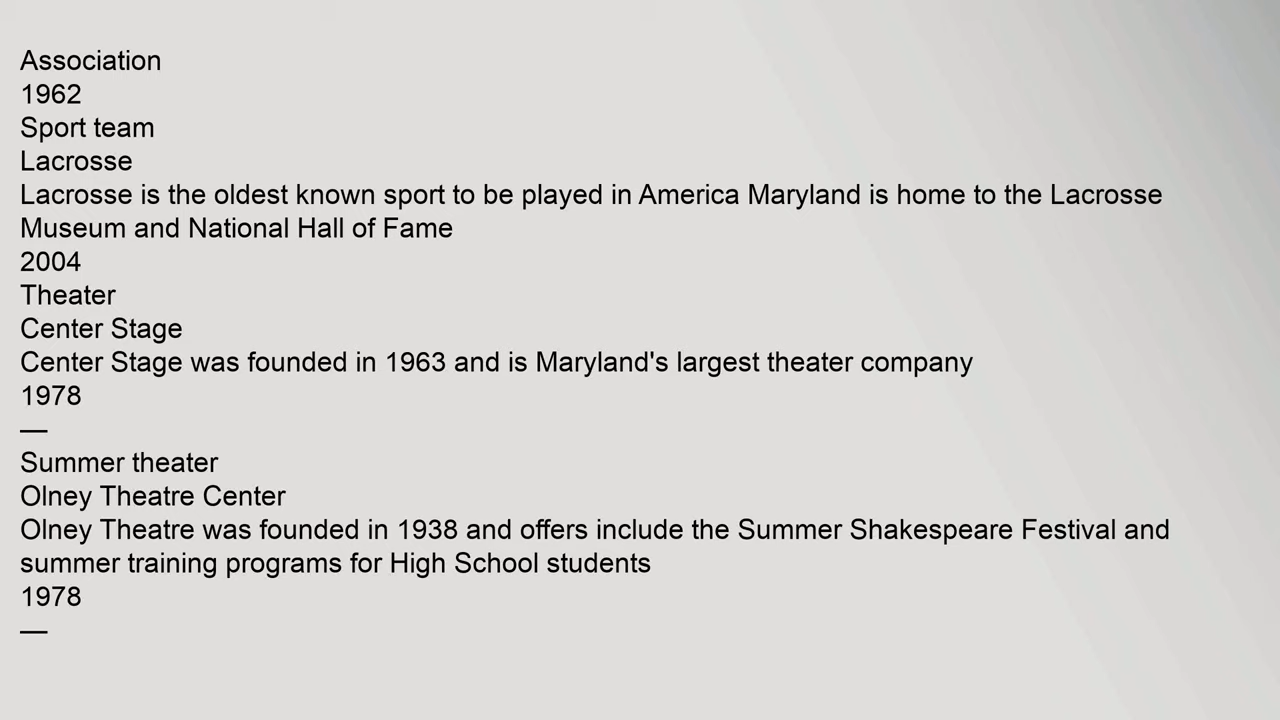 Association
1962
Sport team
Lacrosse
Lacrosse is the oldest known sport to be played in America Maryland is home to the Lacrosse
Museum and National Hall of Fame
2004
Theater
Center Stage
Center Stage was founded in 1963 and is Maryland's largest theater company
1978
—
Summer theater
Olney Theatre Center
Olney Theatre was founded in 1938 and offers include the Summer Shakespeare Festival and
summer training programs for High School students
1978
—